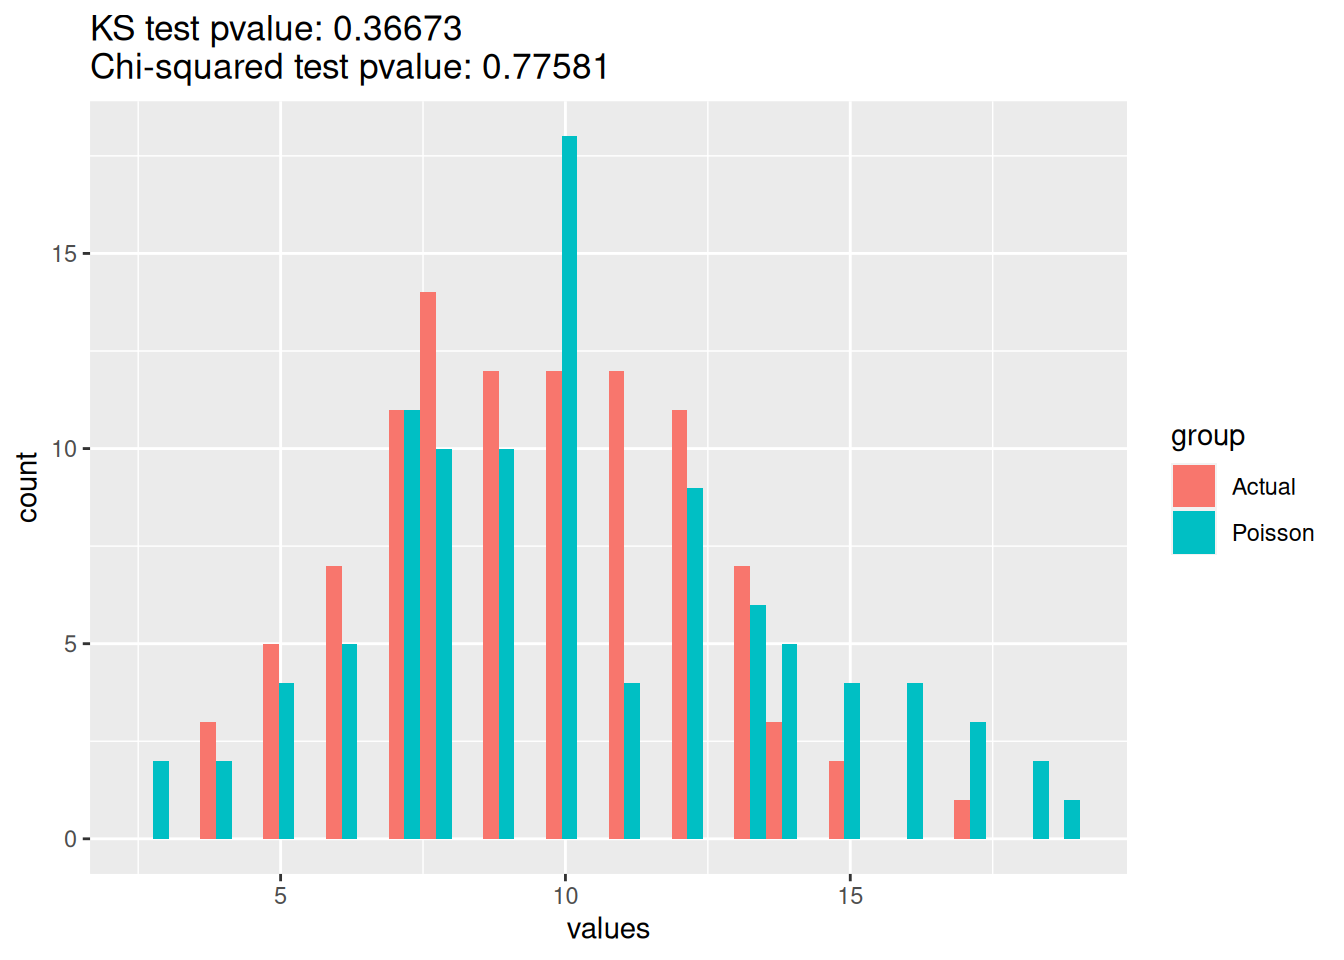 KS test pvalue: 0.36673
Chi-squared test pvalue: 0.77581
count
15
10
5
0
5
10
15
values
group
Actual
Poisson